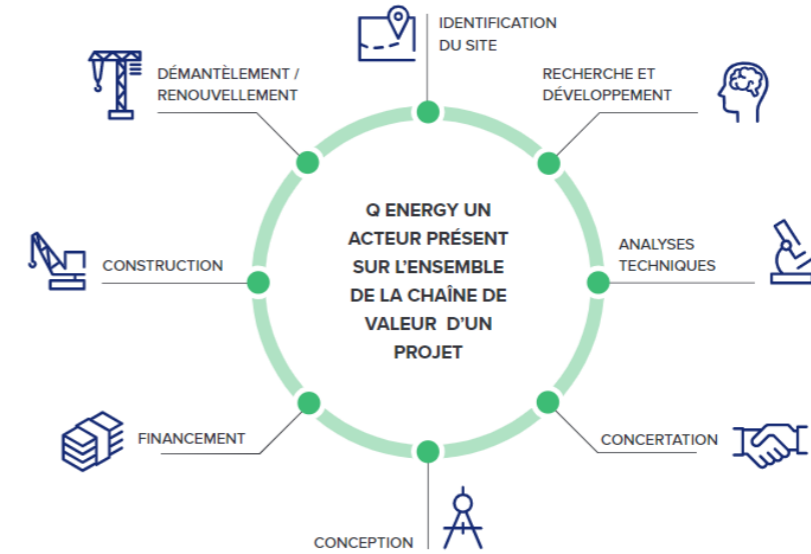 IDENTIFICATION
DU SITE
RECHERCHE ET
DÉVELOPPEMENT
ANALYSES
TECHNIQUES
CONCERTATION
CONCEPTION
FINANCEMENT
CONSTRUCTION
DÉMANTÈLEMENT /
RENOUVELLEMENT
Q ENERGY UN
ACTEUR PRÉSENT
SUR L'ENSEMBLE
DE LA CHAÎNE DE
VALEUR D'UN
PROJET